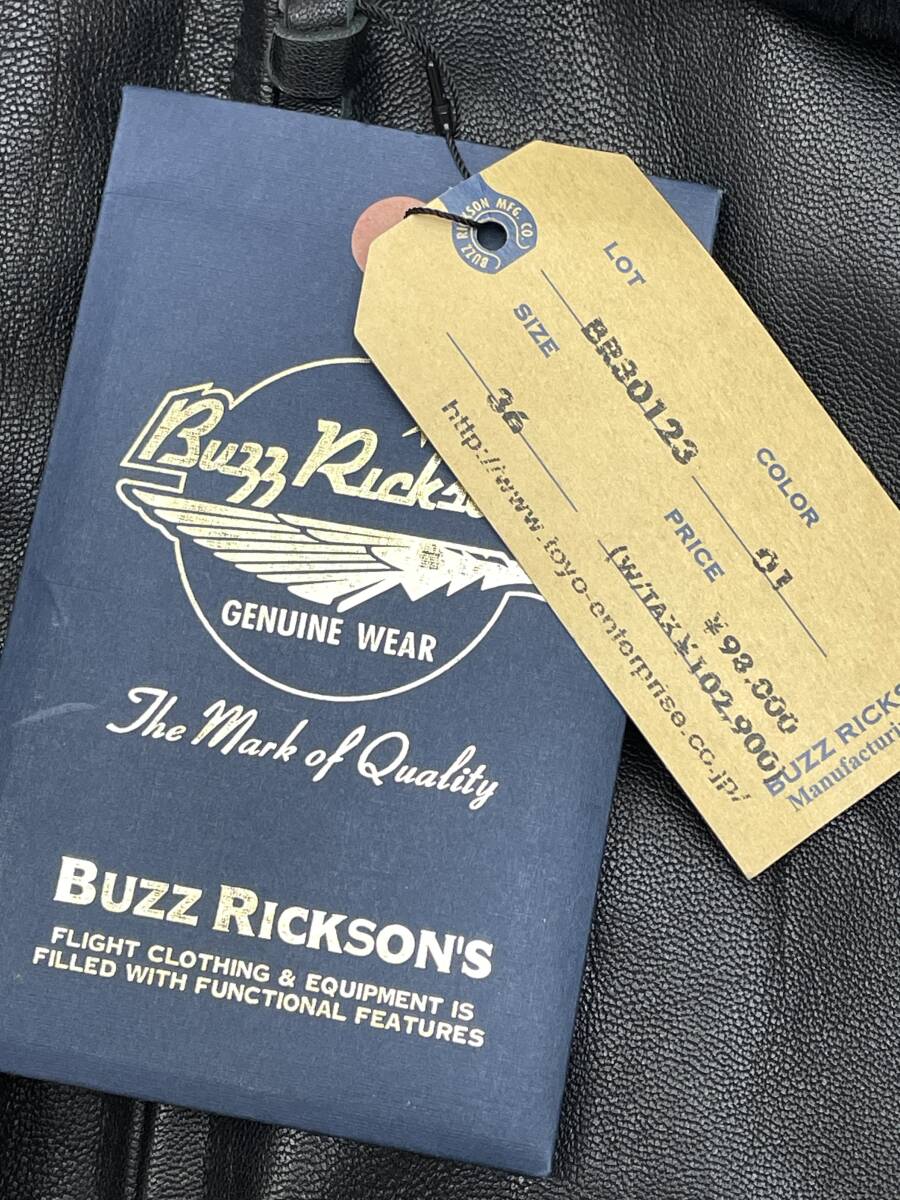 Buzz Ricks
GENUINE WEAR
The Mark of Quality
BUZZ RICKSON'S
FLIGHT CLOTHING & EQUIPMENT IS
FILLED WITH FUNCTIONAL FEATURES
BUZZ RICKSON MFG. CO.
LOT
BR30123
COLOR
01
SIZE
36
PRICE
¥98,000
(W/TAX ¥102,900)
http://www.toyo-enterprise.co.jp/
BUZZ RICKS
Manufacturi